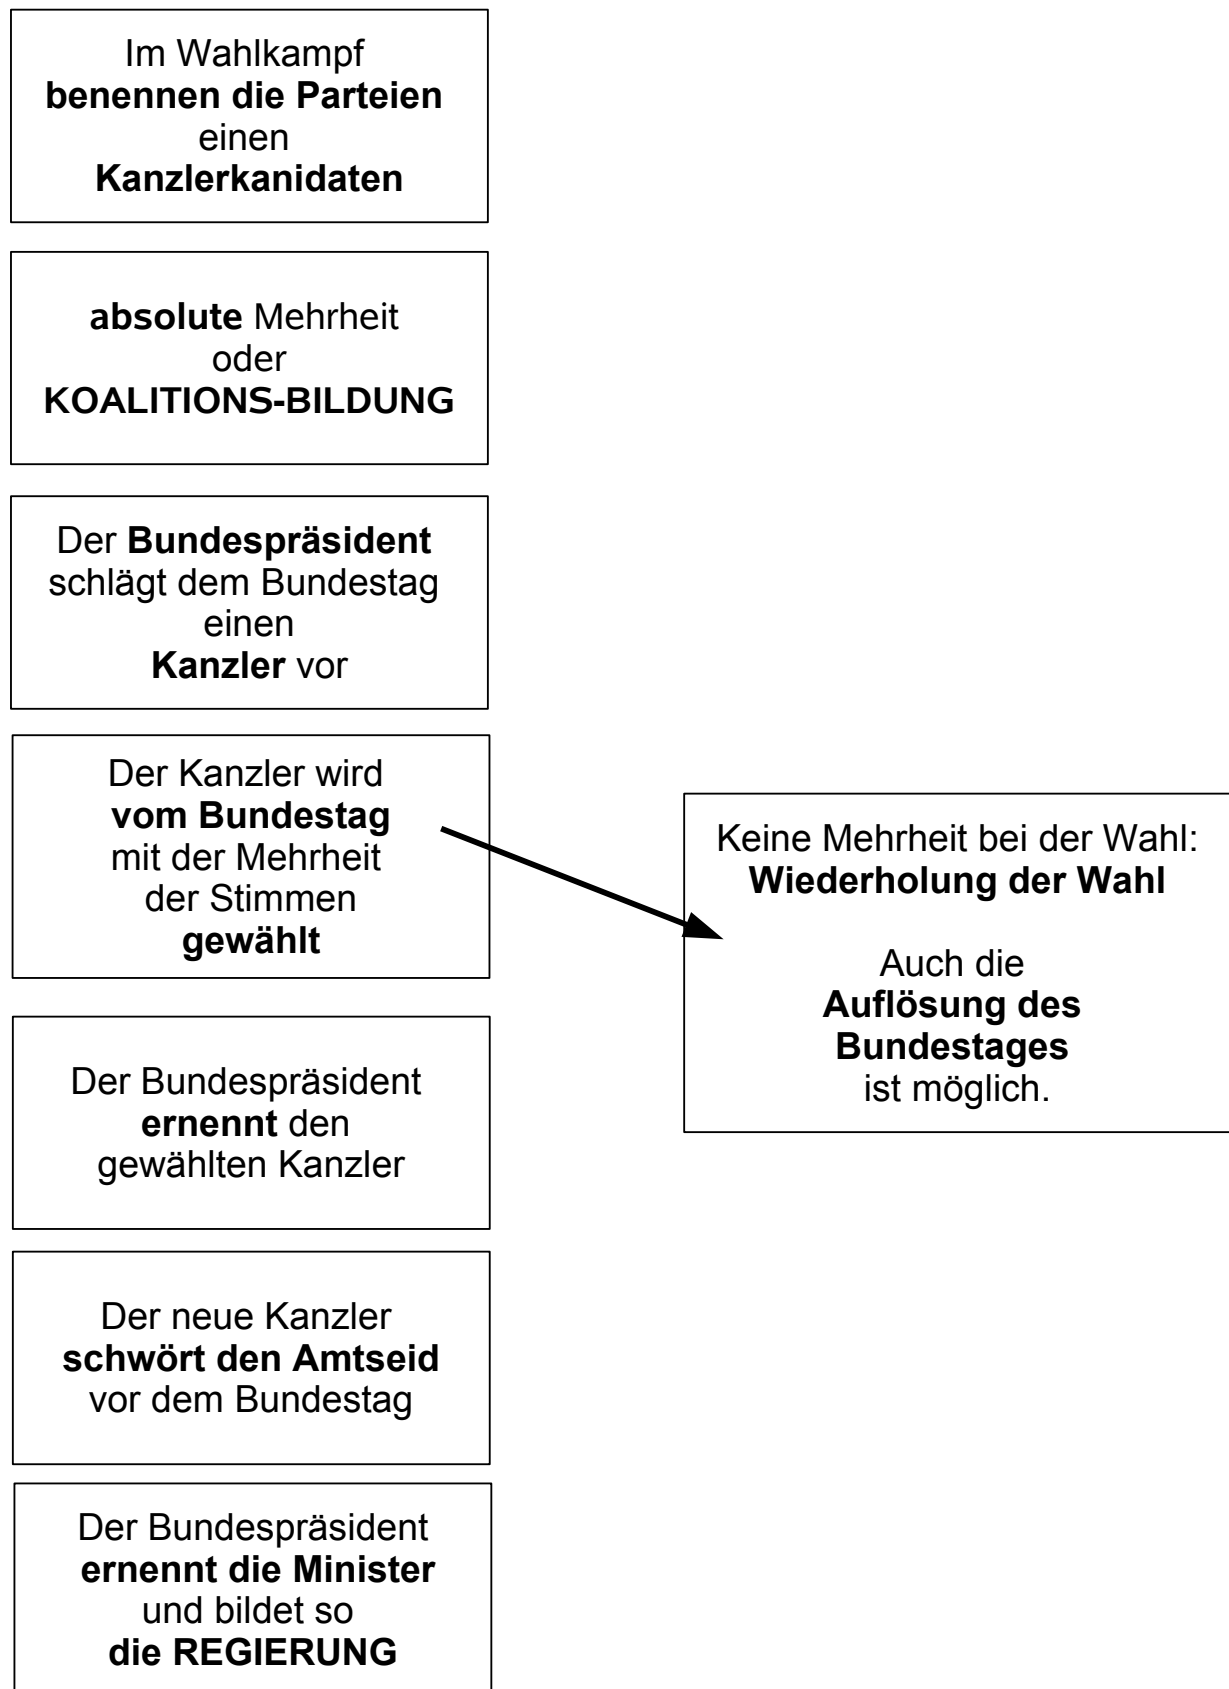 Im Wahlkampf
benennen die Parteien
einen
Kanzlerkanidaten
absolute Mehrheit
oder
KOALITIONS-BILDUNG
Der Bundespräsident
schlägt dem Bundestag
einen
Kanzler vor
Der Kanzler wird
vom Bundestag
mit der Mehrheit
der Stimmen
gewählt
Keine Mehrheit bei der Wahl:
Wiederholung der Wahl
Auch die
Auflösung des
Bundestages
ist möglich.
Der Bundespräsident
ernennt den
gewählten Kanzler
Der neue Kanzler
schwört den Amtseid
vor dem Bundestag
Der Bundespräsident
ernennt die Minister
und bildet so
die REGIERUNG